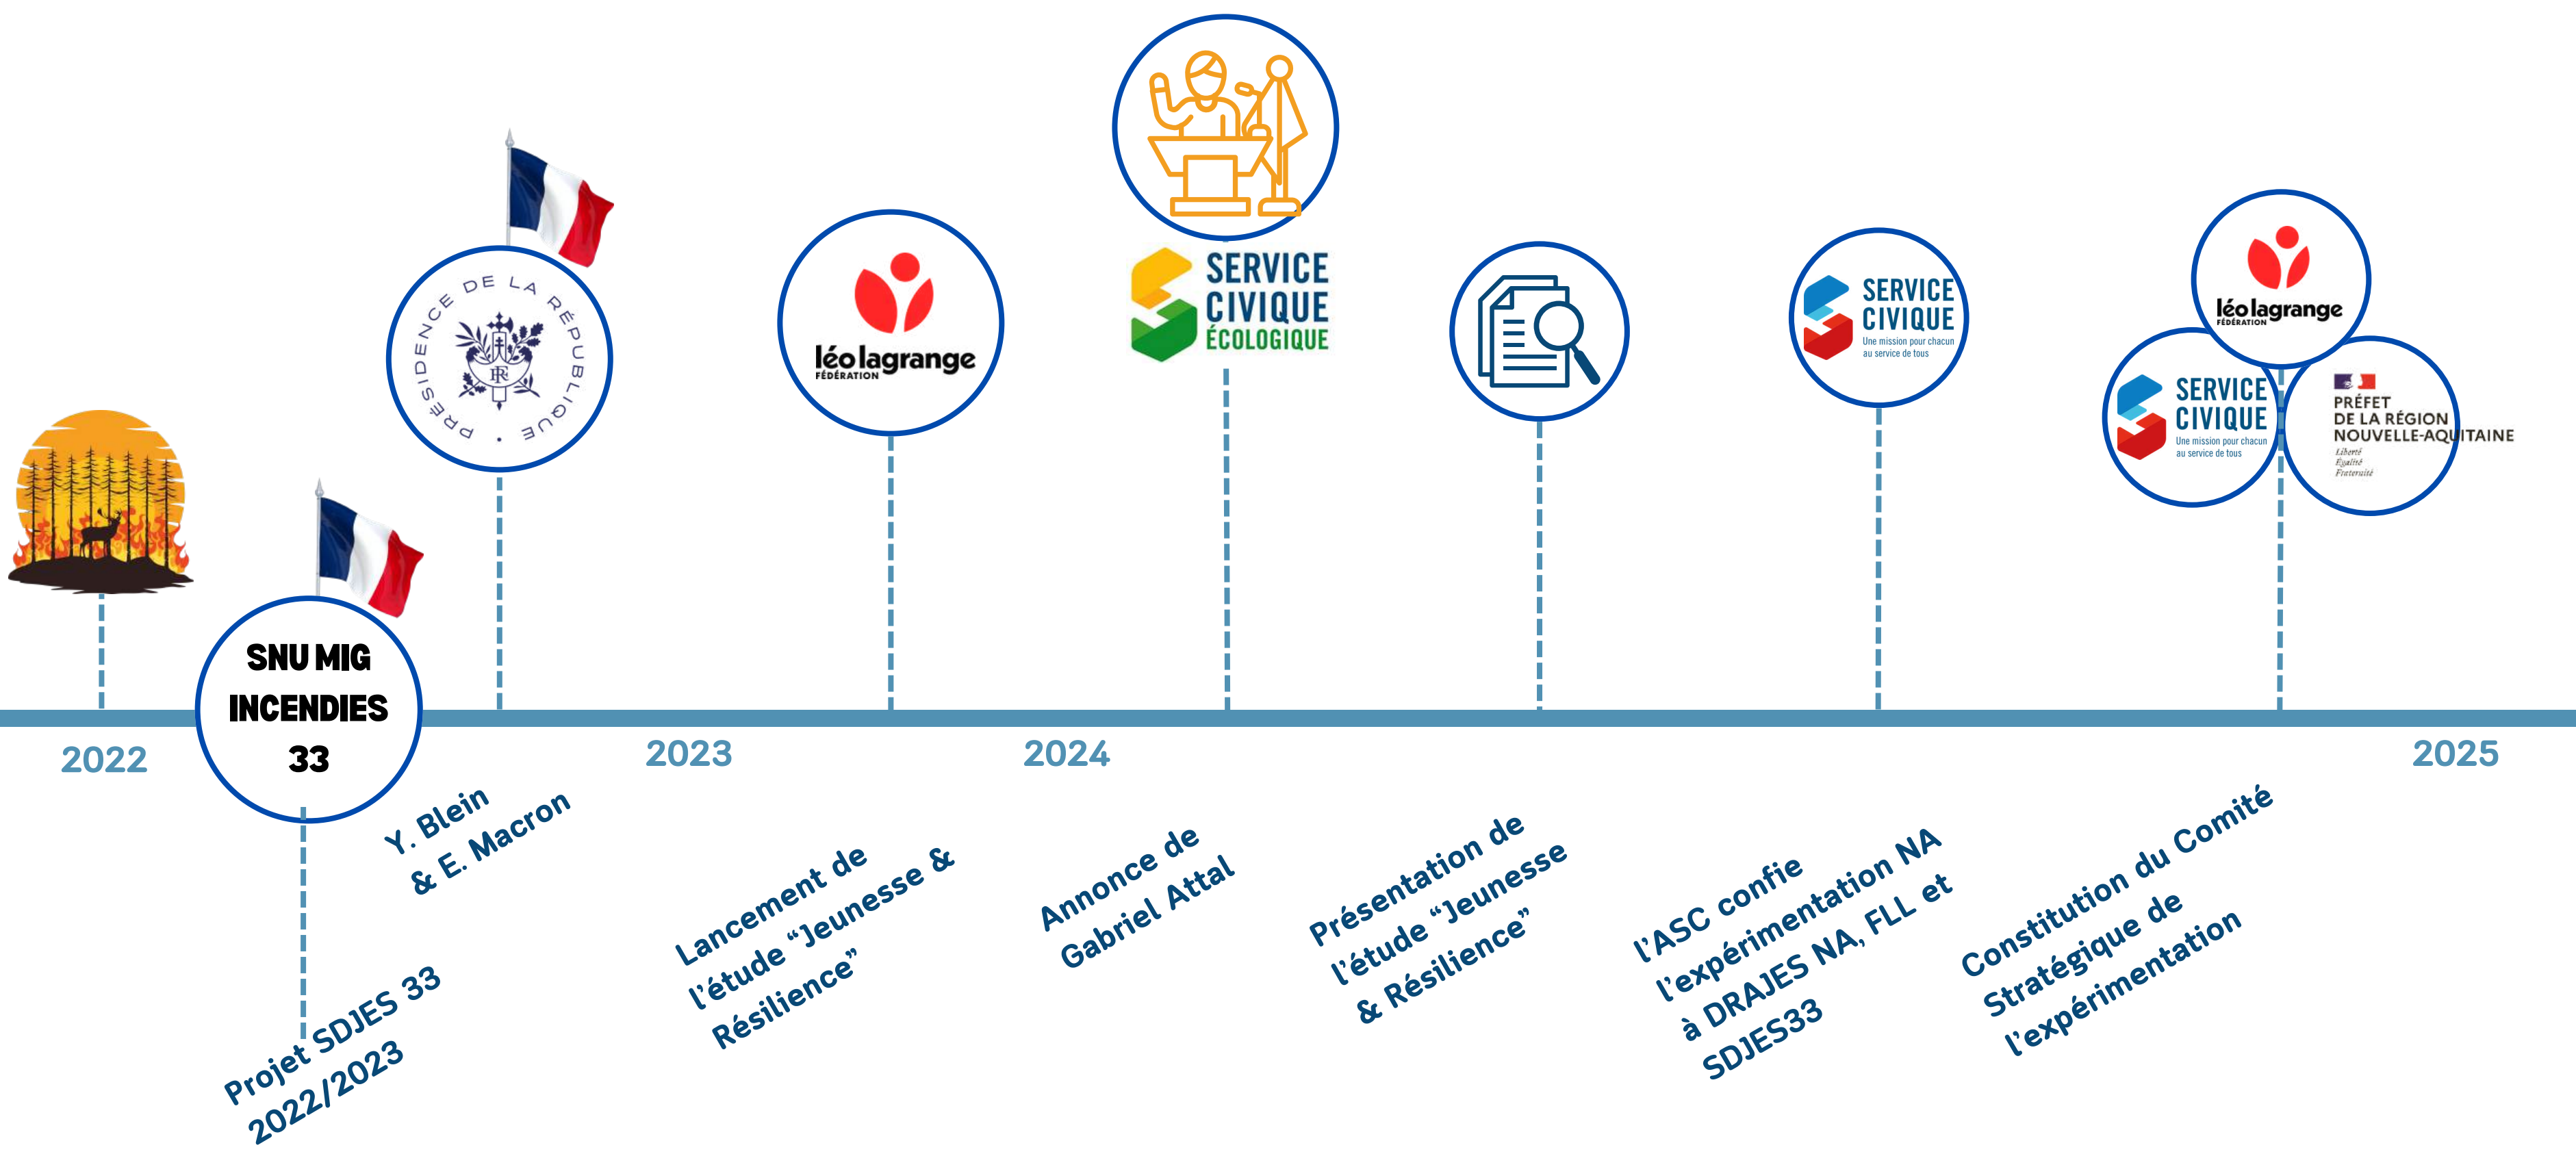 PRÉSIDENCE DE LA RÉPUBLIQUE
RF
léo lagrange
FÉDÉRATION
SERVICE
CIVIQUE
ÉCOLOGIQUE
SERVICE
CIVIQUE
Une mission pour chacun
au service de tous
léo lagrange
FÉDÉRATION
SERVICE
CIVIQUE
Une mission pour chacun
au service de tous
PRÉFET
DE LA RÉGION
NOUVELLE-AQUITAINE
Liberté
Égalité
Fraternité
SNU MIG
INCENDIES
33
2022
2023
2024
2025
Projet SDJES 33
2022/2023
Y. Blein
& E. Macron
Lancement de
l'étude “Jeunesse &
Résilience”
Annonce de
Gabriel Attal
Présentation de
l'étude “Jeunesse
& Résilience”
l'ASC confie
l'expérimentation NA
à DRAJES NA, FLL et
SDJES33
Constitution du Comité
Stratégique de
l'expérimentation